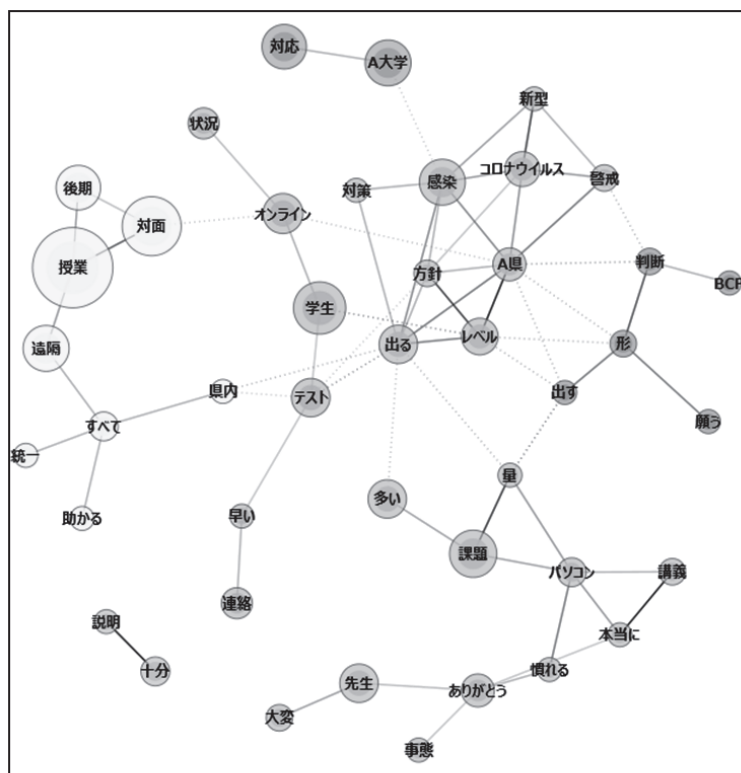 対応
A大学
新型
状況
コロナウイルス
感染
警戒
後期
対策
オンライン
対面
授業
方針
A県
判断
BCP
学生
レベル
出る
形
遠隔
県内
テスト
出す
願う
すべて
統一
量
多い
助かる
早い
課題
パソコン
講義
連絡
説明
本当に
十分
慣れる
先生
ありがとう
大変
事態